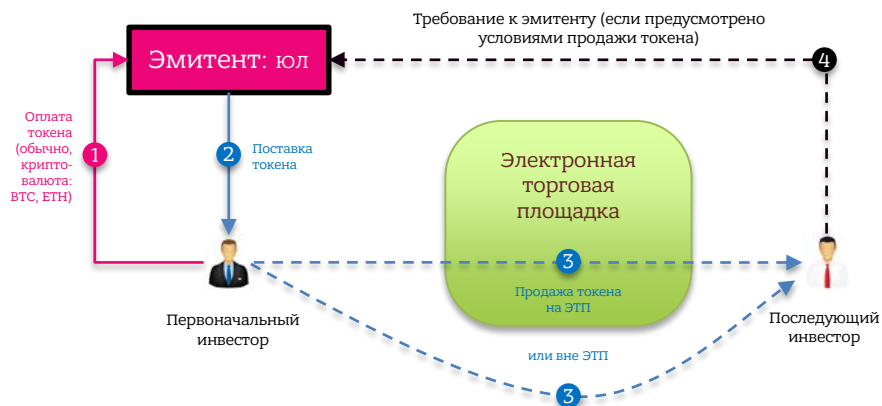 Требование к эмитенту (если предусмотрено
условиями продажи токена)
Эмитент: юл
4
Оплата
токена
(обычно,
крипто-
валюта:
BTC, ETH)
1
2
Поставка
токена
Электронная
торговая
площадка
3
Продажа токена
на ЭТП
Первоначальный
инвестор
Последующий
инвестор
или вне ЭТП
3